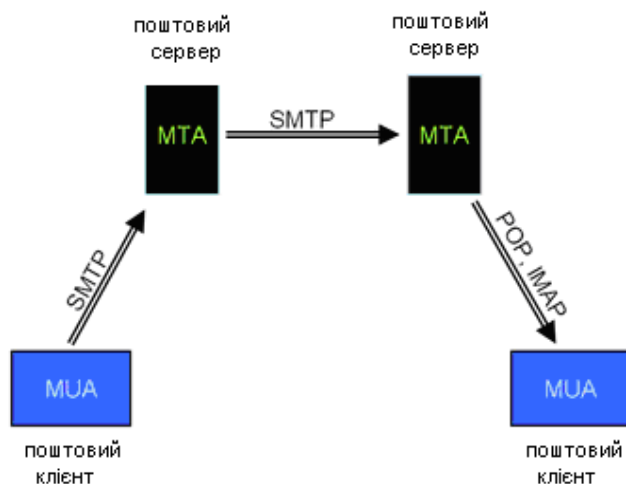 поштовий
сервер
поштовий
сервер
MTA
SMTP
MTA
SMTP
POP, IMAP
MUA
MUA
поштовий
клієнт
поштовий
клієнт